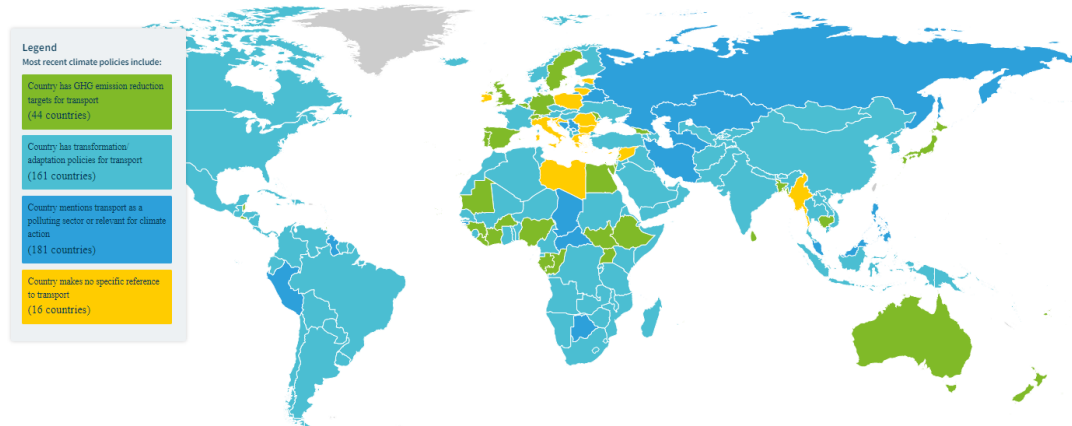 Legend
Most recent climate policies include:
Country has GHG emission reduction
targets for transport
(44 countries)
Country has transformation/
adaptation policies for transport
(161 countries)
Country mentions transport as a
polluting sector or relevant for climate
action
(181 countries)
Country makes no specific reference
to transport
(16 countries)